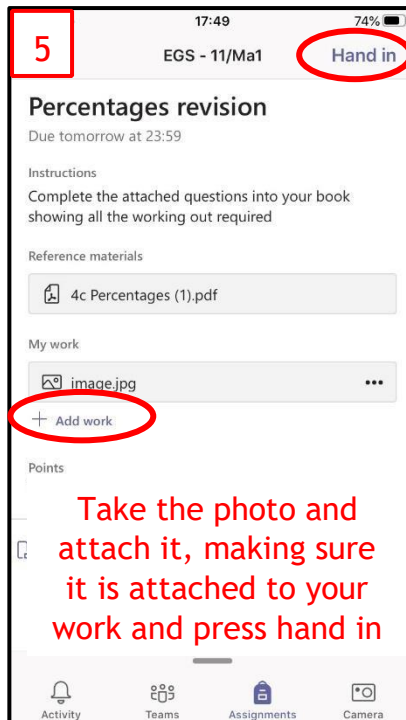 17:49
74%
5
EGS - 11/Ma1
Hand in
Percentages revision
Due tomorrow at 23:59
Instructions
Complete the attached questions into your book
showing all the working out required
Reference materials
4c Percentages (1).pdf
My work
image.jpg
+ Add work
Points
Take the photo and
attach it, making sure
it is attached to your
work and press hand in
Activity
Teams
Assignments
Camera